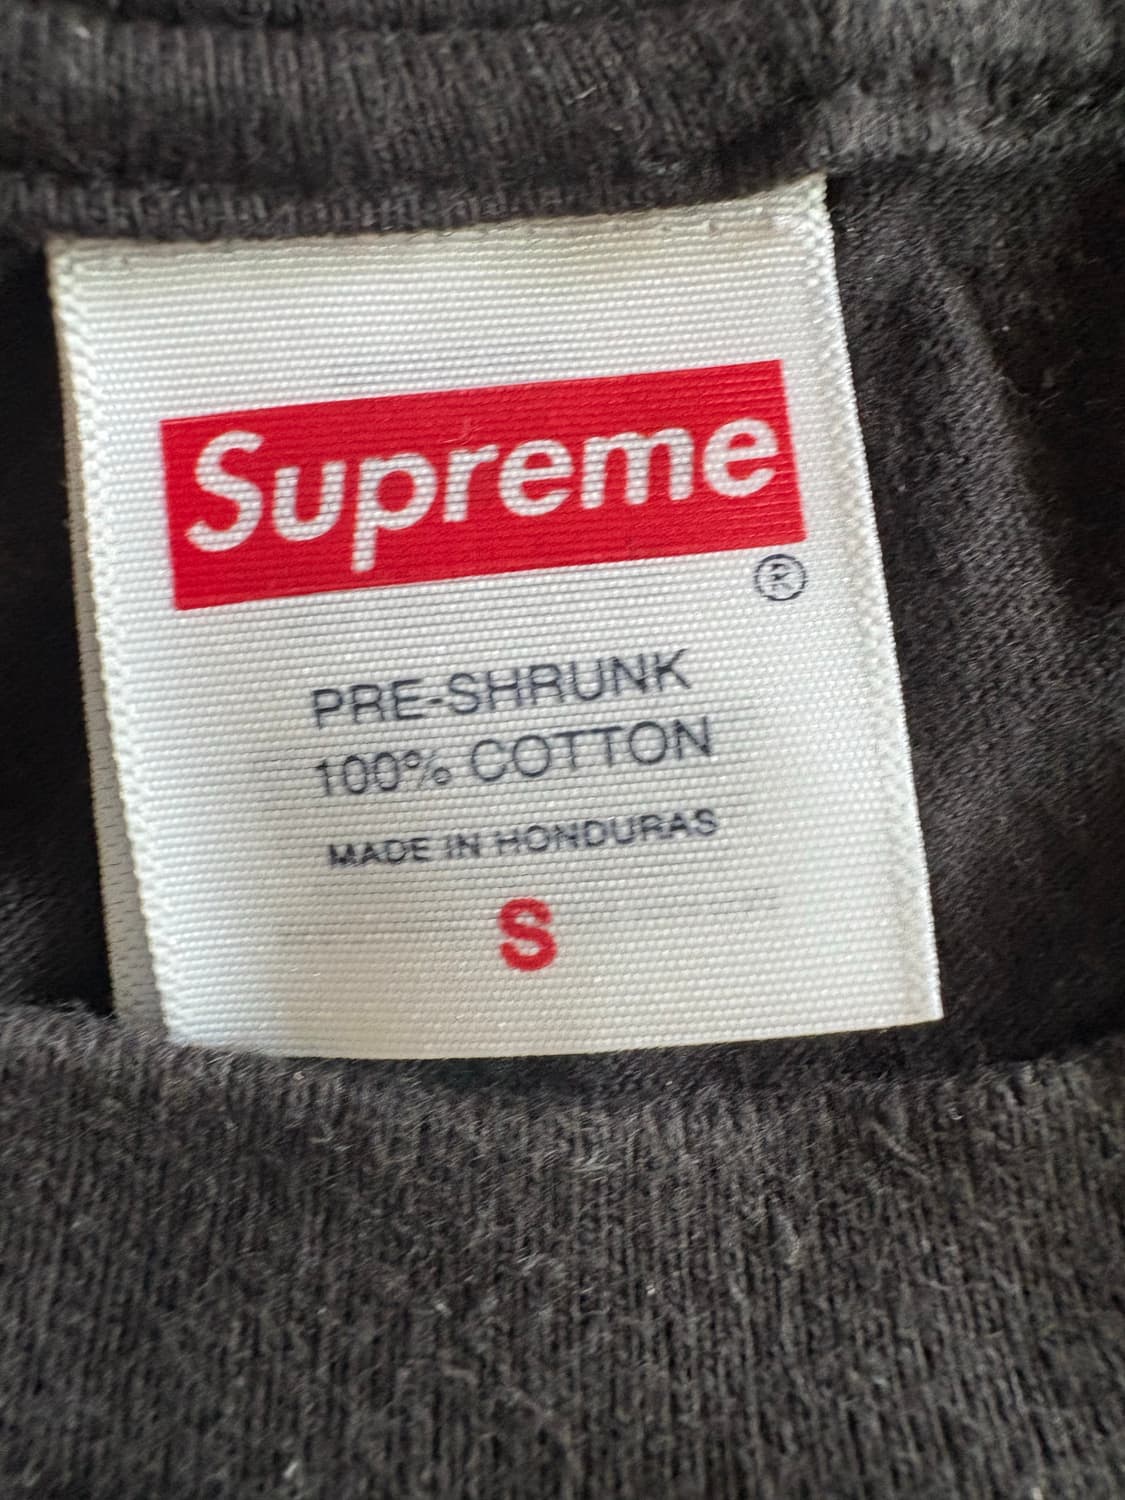 Supreme
®
PRE-SHRUNK
100% COTTON
MADE IN HONDURAS
S